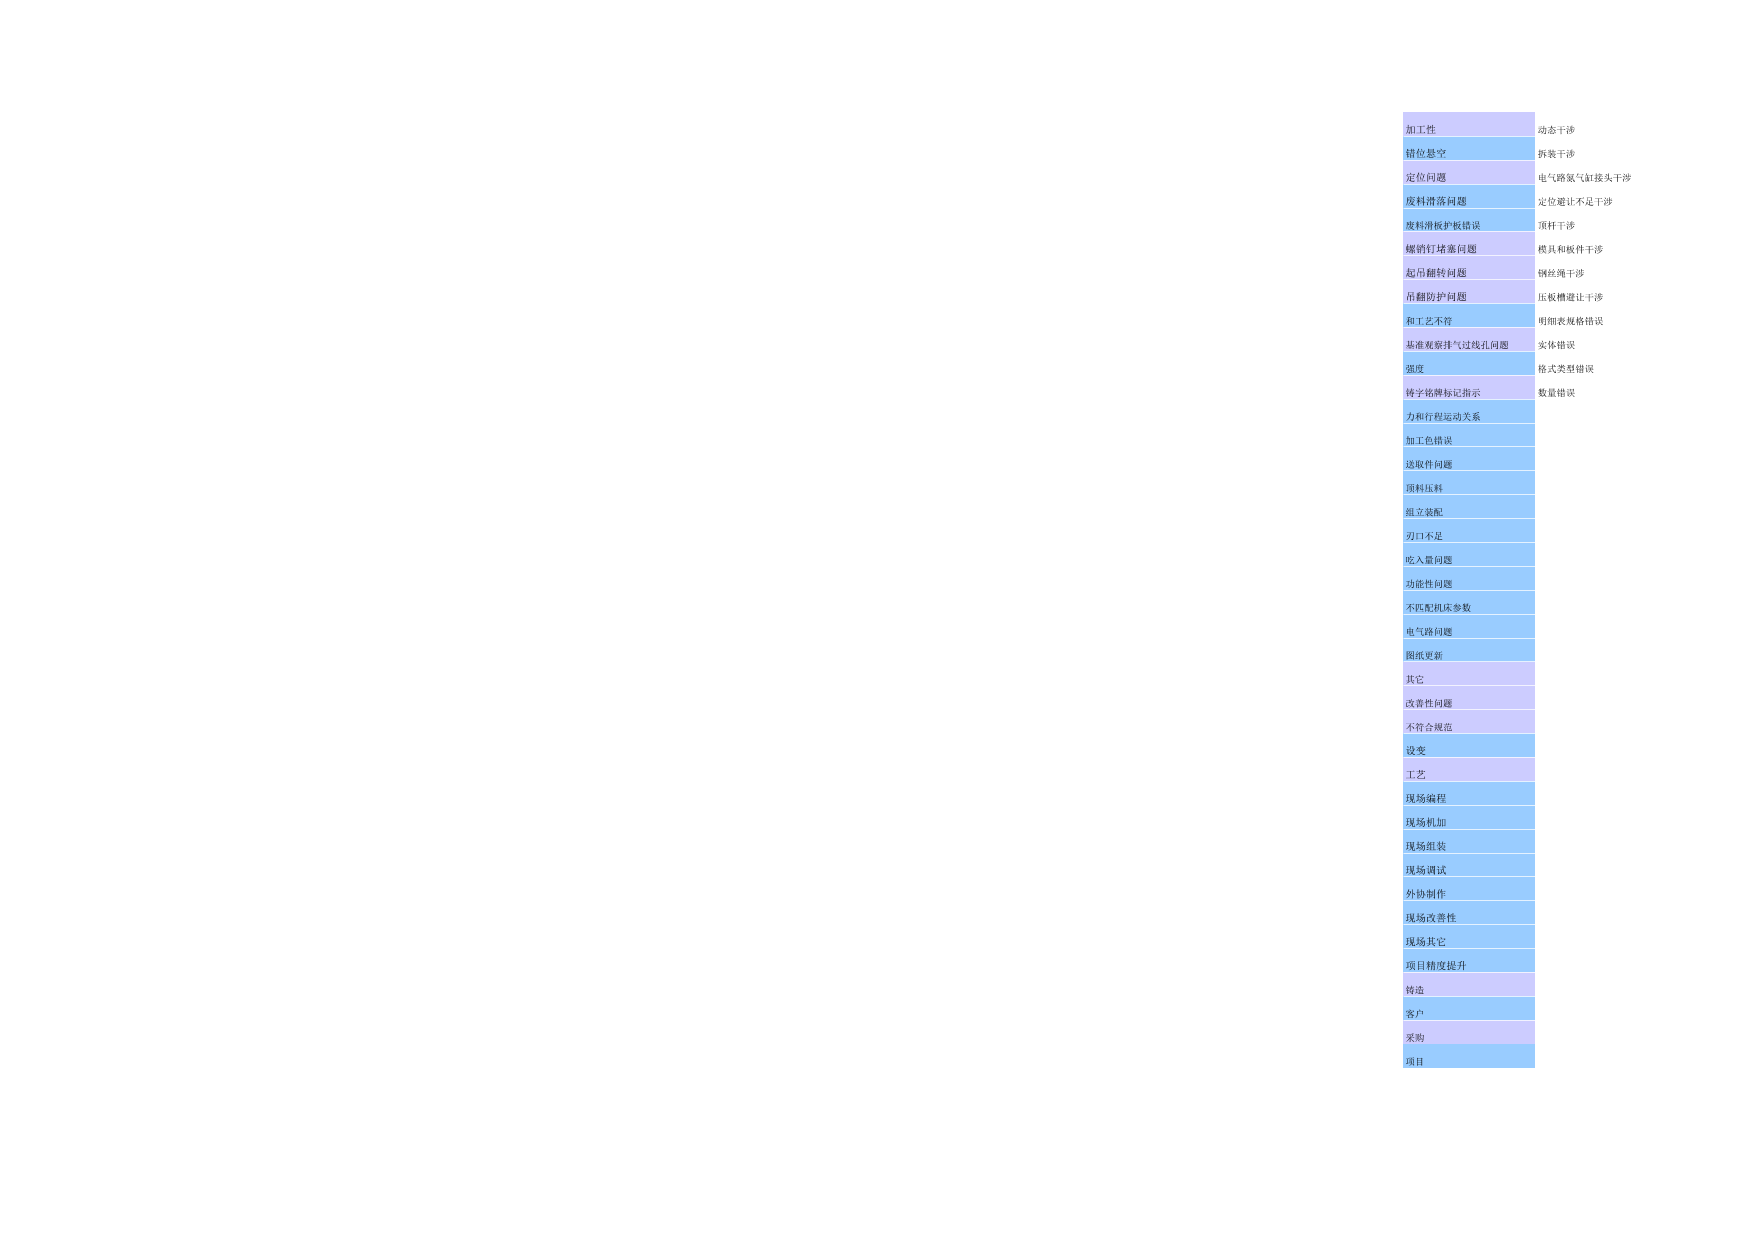 加工性 动态干涉
错位悬空 拆装干涉
定位问题 电气路氮气缸接头干涉
废料滑落问题 定位避让不足干涉
废料滑板护板错误 顶杆干涉
螺销钉堵塞问题 模具和板件干涉
起吊翻转问题 钢丝绳干涉
吊翻防护问题 压板槽避让干涉
和工艺不符 明细表规格错误
基准观察排气过线孔问题 实体错误
强度 格式类型错误
铸字铭牌标记指示 数量错误
力和行程运动关系
加工色错误
送取件问题
顶料压料
组立装配
刃口不足
吃入量问题
功能性问题
不匹配机床参数
电气路问题
图纸更新
其它
改善性问题
不符合规范
设变
工艺
现场编程
现场机加
现场组装
现场调试
外协制作
现场改善性
现场其它
项目精度提升
铸造
客户
采购
项目